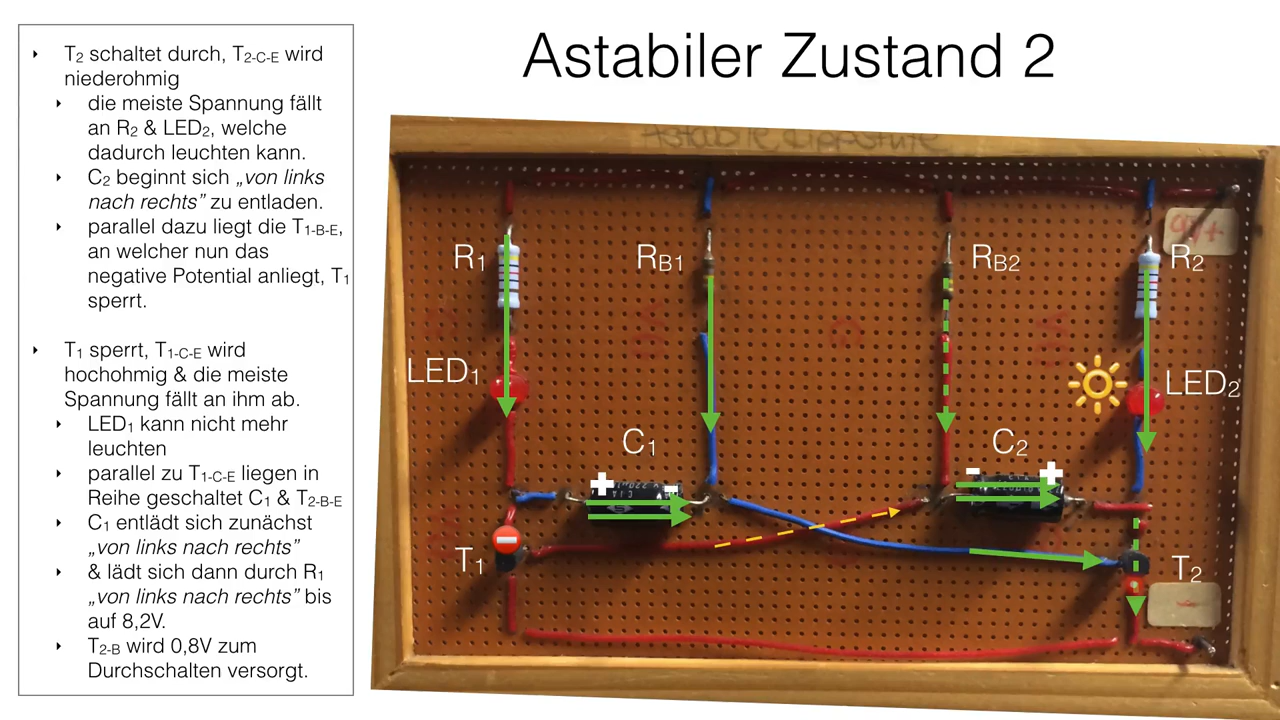 Astabiler Zustand 2
‣ T2 schaltet durch, T2-C-E wird
niederohmig
‣ die meiste Spannung fällt
an R2 & LED2, welche
dadurch leuchten kann.
‣ C2 beginnt sich „von links
nach rechts” zu entladen.
‣ parallel dazu liegt die T1-B-E,
an welcher nun das
negative Potential anliegt, T1
sperrt.
‣ T1 sperrt, T1-C-E wird
hochohmig & die meiste
Spannung fällt an ihm ab.
‣ LED1 kann nicht mehr
leuchten
‣ parallel zu T1-C-E liegen in
Reihe geschaltet C1 & T2-B-E
‣ C1 entlädt sich zunächst
„von links nach rechts”
‣ & lädt sich dann durch R1
„von links nach rechts” bis
auf 8,2V.
‣ T2-B wird 0,8V zum
Durchschalten versorgt.
Astabile Kippstufe
R1
RB1
RB2
R2
LED1
LED2
C1
C2
+
-
-
+
T1
T2